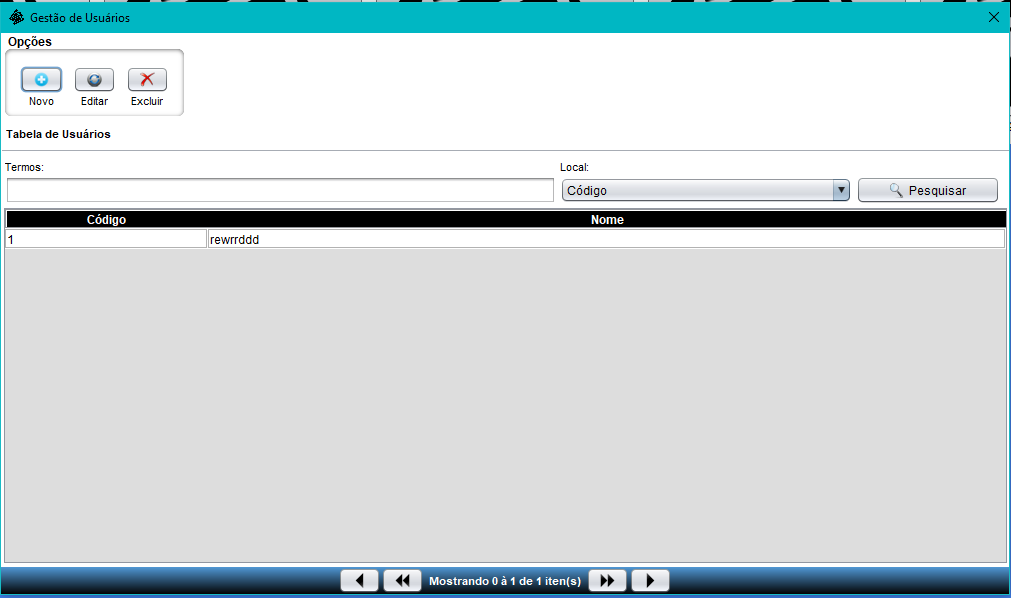 Gestão de Usuários
Opções
Novo Editar Excluir
Tabela de Usuários
Termos: Local:
Código Pesquisar
Código Nome
1 rewrrddd
Mostrando 0 à 1 de 1 iten(s)